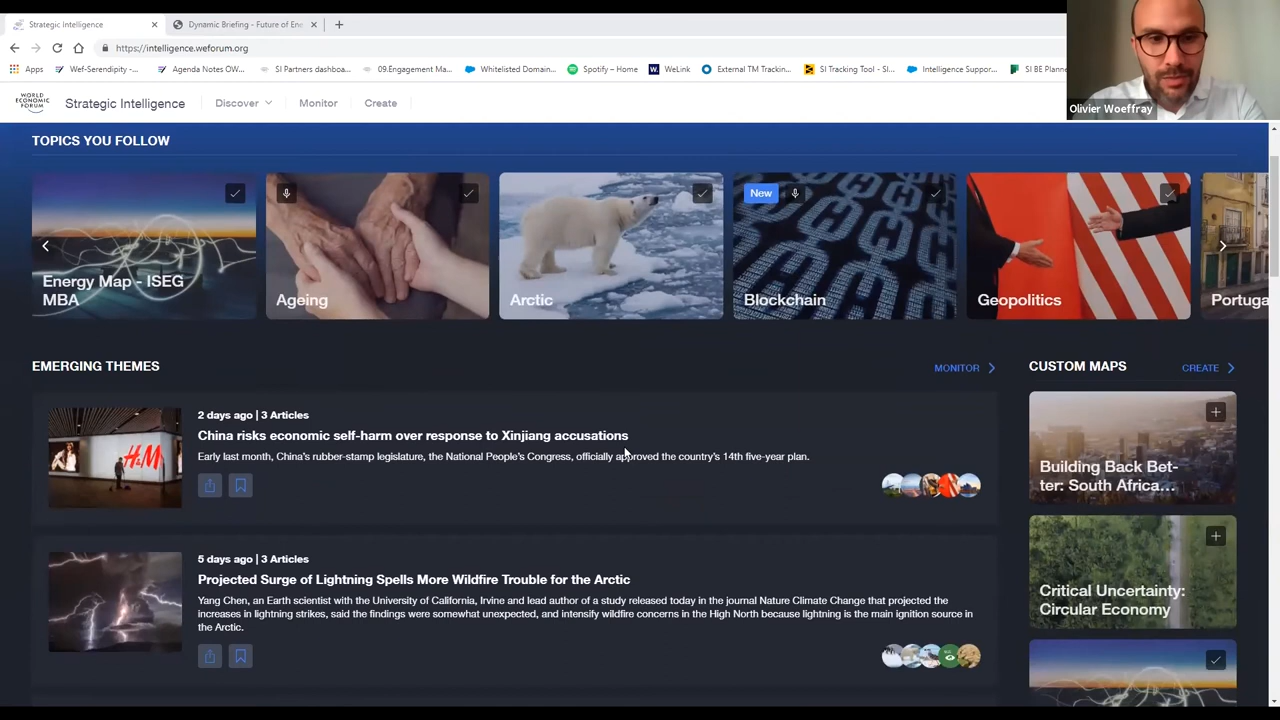 Strategic Intelligence
Dynamic Briefing - Future of Ene
https://intelligence.weforum.org
Apps
Wef-Serendipity -...
Agenda Notes OW...
SI Partners dashboa...
09.Engagement Ma...
Whitelisted Domain...
Spotify – Home
WeLink
External TM Trackin...
SI Tracking Tool - SI...
Intelligence Suppor...
SI BE Planne
Olivier Woeffray
WORLD
ECONOMIC
FORUM
Strategic Intelligence
Discover
Monitor
Create
TOPICS YOU FOLLOW
Energy Map - ISEG
MBA
Ageing
Arctic
New
Blockchain
Geopolitics
Portuga
EMERGING THEMES
MONITOR
CUSTOM MAPS
CREATE
2 days ago | 3 Articles
China risks economic self-harm over response to Xinjiang accusations
Early last month, China's rubber-stamp legislature, the National People's Congress, officially approved the country's 14th five-year plan.
H&M
Building Back Bet-
ter: South Africa...
5 days ago | 3 Articles
Projected Surge of Lightning Spells More Wildfire Trouble for the Arctic
Yang Chen, an Earth scientist with the University of California, Irvine and lead author of a study released today in the journal Nature Climate Change that projected the
increases in lightning strikes, said the findings were somewhat unexpected, and intensify wildfire concerns in the High North because lightning is the main ignition source in
the Arctic.
Critical Uncertainty:
Circular Economy